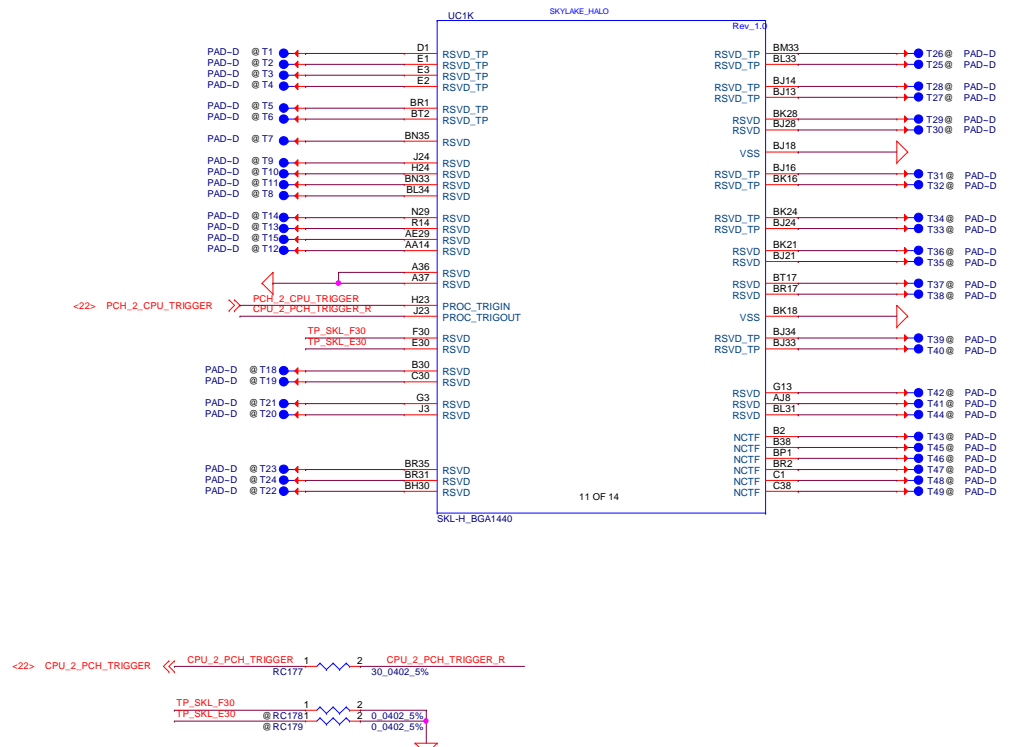 UC1K SKYLAKE_HALO
Rev_1.0
PAD-D @ T1 D1 RSVD_TP RSVD_TP BM33 T26@ PAD-D
PAD-D @ T2 E1 RSVD_TP RSVD_TP BL33 T25@ PAD-D
PAD-D @ T3 E3 RSVD_TP
PAD-D @ T4 E2 RSVD_TP RSVD_TP BJ14 T28@ PAD-D
RSVD_TP BJ13 T27@ PAD-D
PAD-D @ T5 BR1 RSVD_TP
PAD-D @ T6 BT2 RSVD_TP RSVD BK28 T29@ PAD-D
RSVD BJ28 T30@ PAD-D
PAD-D @ T7 BN35 RSVD
VSS BJ18
PAD-D @ T9 J24 RSVD
PAD-D @ T10 H24 RSVD RSVD_TP BJ16 T31@ PAD-D
PAD-D @ T11 BN33 RSVD RSVD_TP BK16 T32@ PAD-D
PAD-D @ T8 BL34 RSVD
PAD-D @ T14 N29 RSVD RSVD_TP BK24 T34@ PAD-D
PAD-D @ T13 R14 RSVD RSVD_TP BJ24 T33@ PAD-D
PAD-D @ T15 AE29 RSVD
PAD-D @ T12 AA14 RSVD RSVD BK21 T36@ PAD-D
RSVD BJ21 T35@ PAD-D
A36 RSVD
A37 RSVD RSVD BT17 T37@ PAD-D
RSVD BR17 T38@ PAD-D
<22> PCH_2_CPU_TRIGGER PCH_2_CPU_TRIGGER H23 PROC_TRIGIN
CPU_2_PCH_TRIGGER_R J23 PROC_TRIGOUT VSS BK18
TP_SKL_F30 F30 RSVD RSVD_TP BJ34 T39@ PAD-D
TP_SKL_E30 E30 RSVD RSVD_TP BJ33 T40@ PAD-D
PAD-D @ T18 B30 RSVD
PAD-D @ T19 C30 RSVD
RSVD G13 T42@ PAD-D
PAD-D @ T21 G3 RSVD RSVD AJ8 T41@ PAD-D
PAD-D @ T20 J3 RSVD RSVD BL31 T44@ PAD-D
NCTF B2 T43@ PAD-D
NCTF B38 T45@ PAD-D
NCTF BP1 T46@ PAD-D
PAD-D @ T23 BR35 RSVD NCTF BR2 T47@ PAD-D
PAD-D @ T24 BR31 RSVD NCTF C1 T48@ PAD-D
PAD-D @ T22 BH30 RSVD NCTF C38 T49@ PAD-D
11 OF 14
SKL-H_BGA1440
<22> CPU_2_PCH_TRIGGER CPU_2_PCH_TRIGGER 1 2 CPU_2_PCH_TRIGGER_R
RC177 30_0402_5%
TP_SKL_F30 1 2
TP_SKL_E30 @ RC178 1 2 0_0402_5%
@ RC179 0_0402_5%